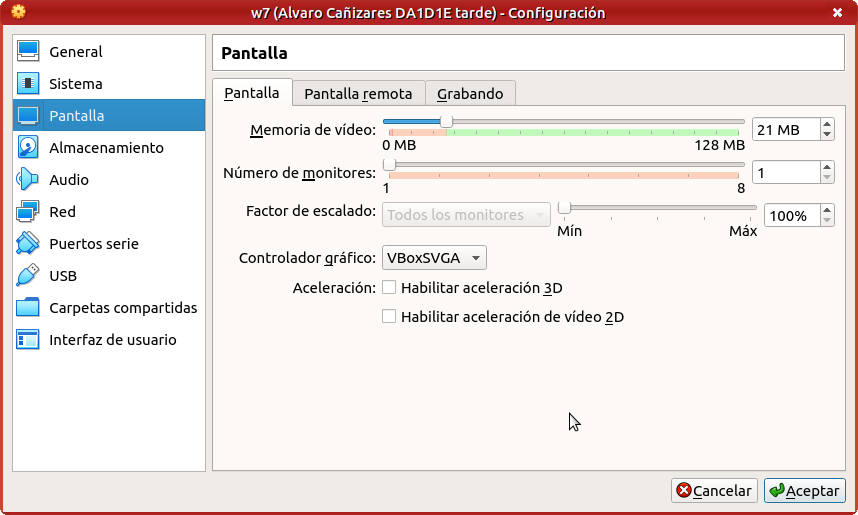 w7 (Alvaro Cañizares DA1D1E tarde) - Configuración
General
Sistema
Pantalla
Almacenamiento
Audio
Red
Puertos serie
USB
Carpetas compartidas
Interfaz de usuario
Pantalla
Pantalla Pantalla remota Grabando
Memoria de vídeo: 21 MB
0 MB 128 MB
Número de monitores: 1
1 8
Factor de escalado: Todos los monitores 100%
Mín Máx
Controlador gráfico: VBoxSVGA
Aceleración: Habilitar aceleración 3D
Habilitar aceleración de vídeo 2D
Cancelar Aceptar